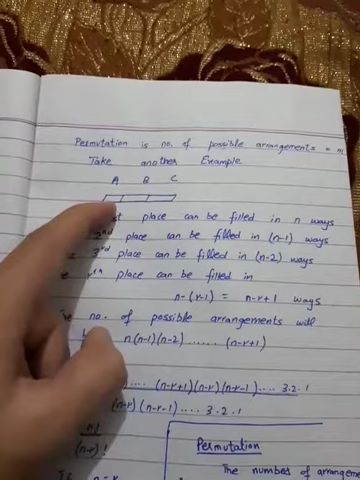 Permutation is no. of possible arrangements = n!
Take another Example
A B C
place can be filled in n ways
place can be filled in (n-1) ways
3rd place can be filled in (n-2) ways
rth place can be filled in
n-(r-1) = n-r+1 ways
no. of possible arrangements will
n(n-1)(n-2) ...... (n-r+1)
.... (n-r+1)(n-r)(n-r-1).... 3.2.1
(n-r)(n-r-1).... 3.2.1
n!
(n-r)!
Permutation
The numbers of arrangeme
n = r